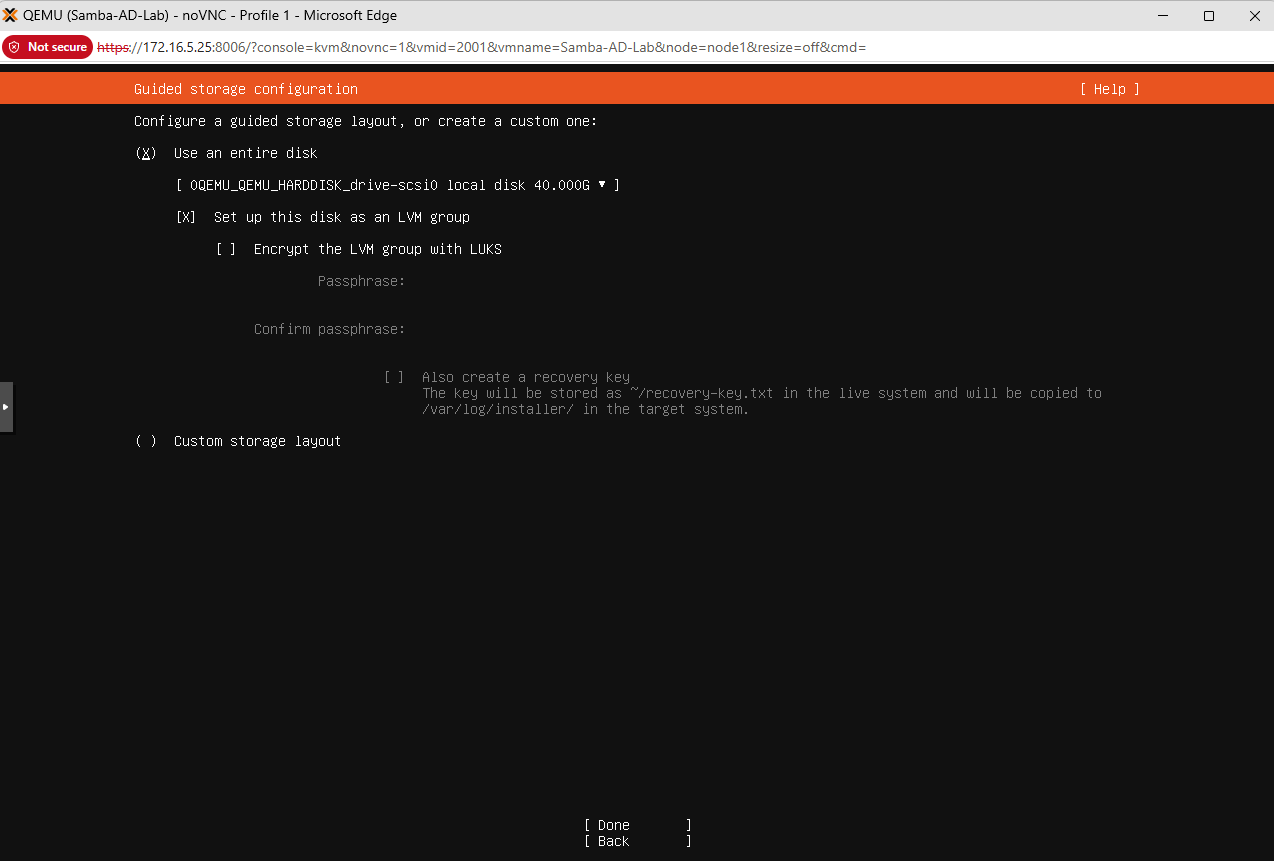 QEMU (Samba-AD-Lab) - noVNC - Profile 1 - Microsoft Edge
Not secure https://172.16.5.25:8006/?console=kvm&novnc=1&vmid=2001&vmname=Samba-AD-Lab&node=node1&resize=off&cmd=
Guided storage configuration [ Help ]
Configure a guided storage layout, or create a custom one:
(X) Use an entire disk
[ 0QEMU_QEMU_HARDDISK_drive-scsi0 local disk 40.000G ▾ ]
[X] Set up this disk as an LVM group
[ ] Encrypt the LVM group with LUKS
Passphrase:
Confirm passphrase:
[ ] Also create a recovery key
The key will be stored as ~/recovery-key.txt in the live system and will be copied to
/var/log/installer/ in the target system.
( ) Custom storage layout
[ Done ]
[ Back ]